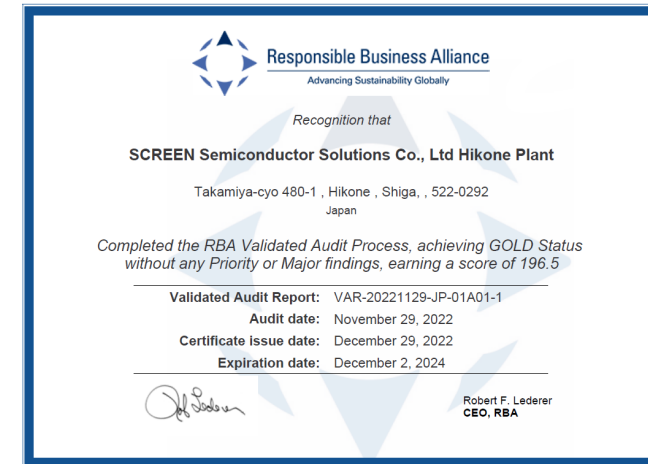 Responsible Business Alliance
Advancing Sustainability Globally
Recognition that
SCREEN Semiconductor Solutions Co., Ltd Hikone Plant
Takamiya-cyo 480-1 , Hikone , Shiga, , 522-0292
Japan
Completed the RBA Validated Audit Process, achieving GOLD Status
without any Priority or Major findings, earning a score of 196.5
Validated Audit Report: VAR-20221129-JP-01A01-1
Audit date: November 29, 2022
Certificate issue date: December 29, 2022
Expiration date: December 2, 2024
Robert F. Lederer
CEO, RBA